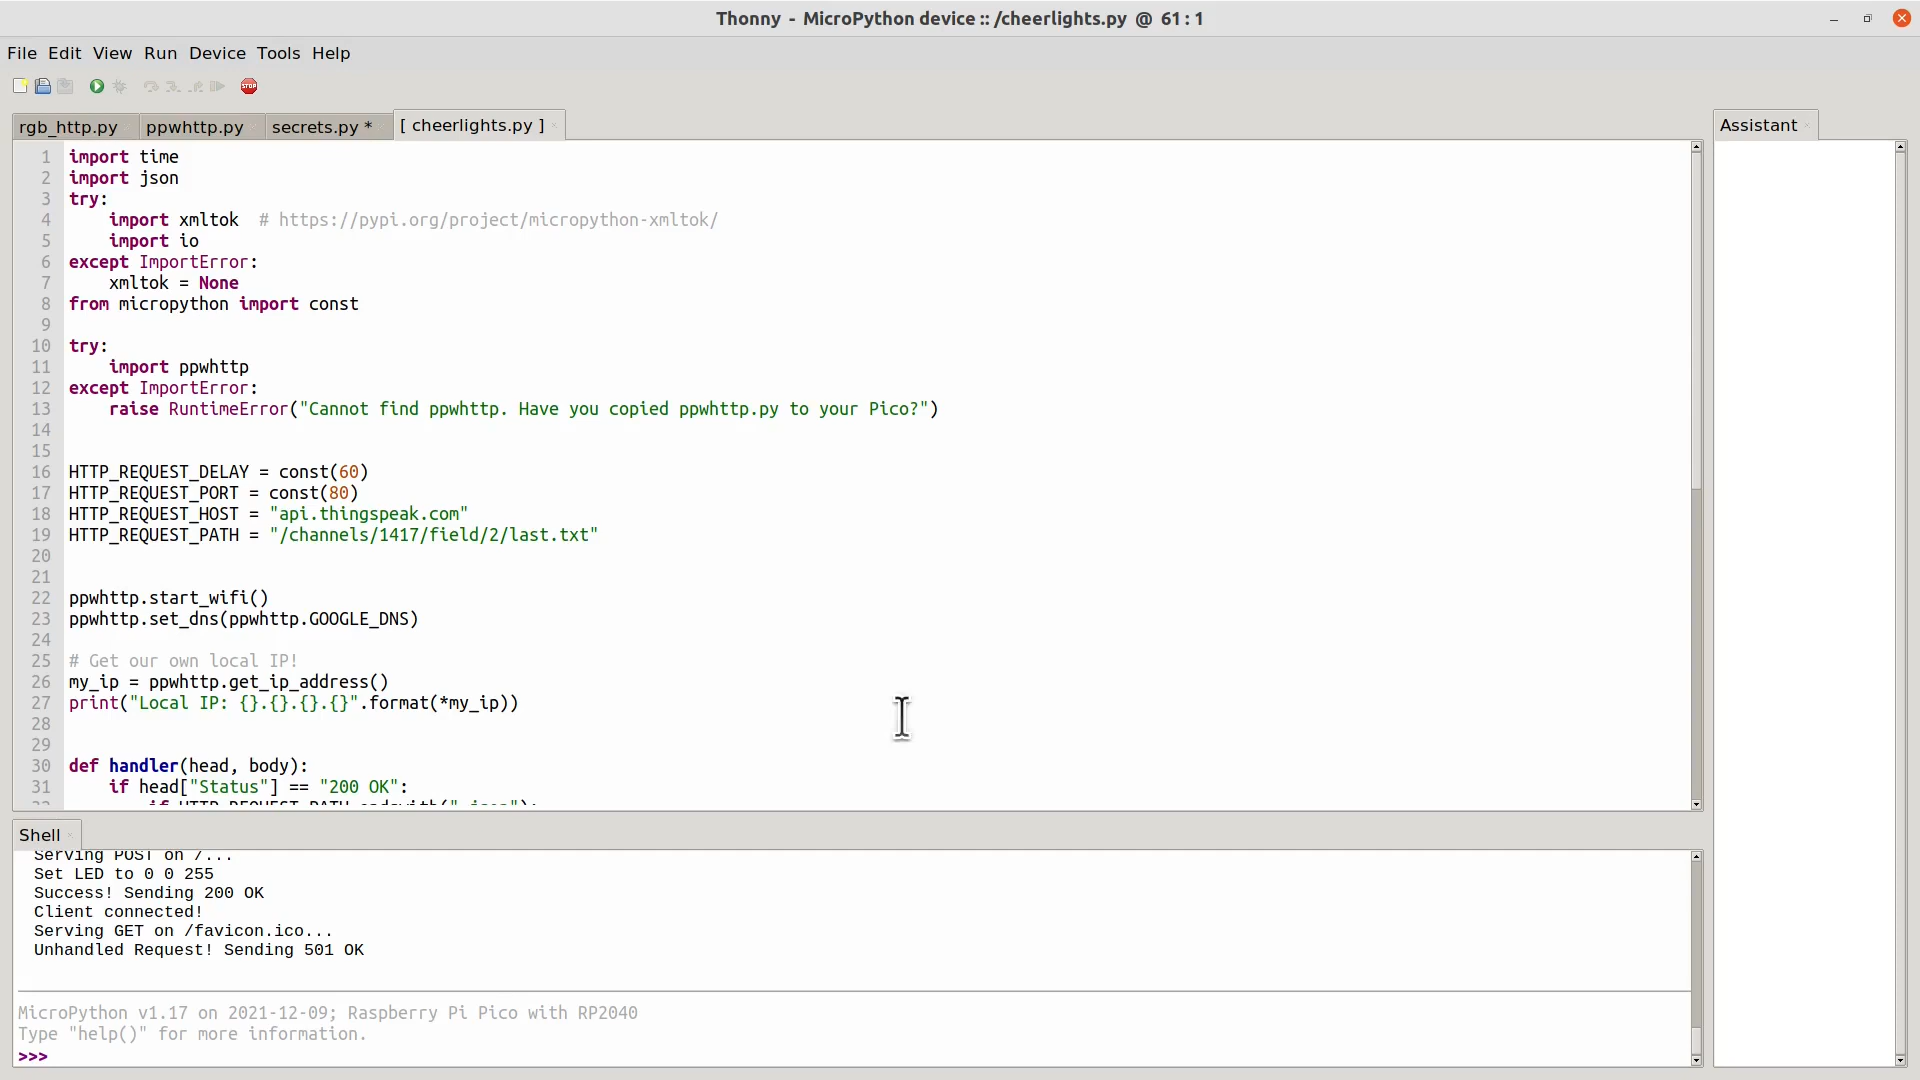 Thonny - MicroPython device :: /cheerlights.py @ 61 : 1
File Edit View Run Device Tools Help
STOP
rgb_http.py ppwhttp.py secrets.py * [ cheerlights.py ] Assistant
1 import time
2 import json
3 try:
4     import xmltok  # https://pypi.org/project/micropython-xmltok/
5     import io
6 except ImportError:
7     xmltok = None
8 from micropython import const
9
10 try:
11     import ppwhttp
12 except ImportError:
13     raise RuntimeError("Cannot find ppwhttp. Have you copied ppwhttp.py to your Pico?")
14
15
16 HTTP_REQUEST_DELAY = const(60)
17 HTTP_REQUEST_PORT = const(80)
18 HTTP_REQUEST_HOST = "api.thingspeak.com"
19 HTTP_REQUEST_PATH = "/channels/1417/field/2/last.txt"
20
21
22 ppwhttp.start_wifi()
23 ppwhttp.set_dns(ppwhttp.GOOGLE_DNS)
24
25 # Get our own local IP!
26 my_ip = ppwhttp.get_ip_address()
27 print("Local IP: {}.{}.{}.{}".format(*my_ip))
28
29
30 def handler(head, body):
31     if head["Status"] == "200 OK":
32         if HTTP_REQUEST_PATH.endswith(".json"):
Shell
Serving POST on /...
Set LED to 0 0 255
Success! Sending 200 OK
Client connected!
Serving GET on /favicon.ico...
Unhandled Request! Sending 501 OK
MicroPython v1.17 on 2021-12-09; Raspberry Pi Pico with RP2040
Type "help()" for more information.
>>>